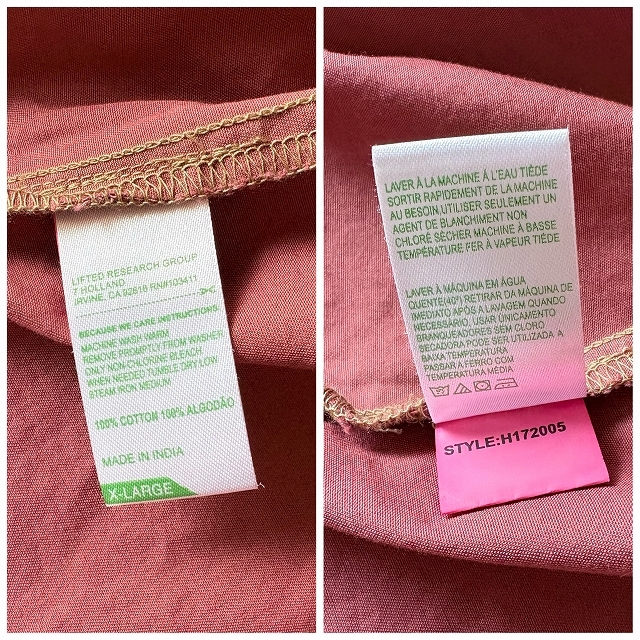 LIFTED RESEARCH GROUP
7 HOLLAND
IRVINE, CA 92618 RN#103411
BECAUSE WE CARE INSTRUCTIONS:
MACHINE WASH WARM
REMOVE PROMPTLY FROM WASHER
ONLY NON-CHLORINE BLEACH
WHEN NEEDED TUMBLE DRY LOW
STEAM IRON MEDIUM
100% COTTON 100% ALGODÃO
MADE IN INDIA
X-LARGE
LAVER À LA MACHINE À L'EAU TIÈDE
SORTIR RAPIDEMENT DE LA MACHINE
AU BESOIN,UTILISER SEULEMENT UN
AGENT DE BLANCHIMENT NON
CHLORÉ SÉCHER MACHINE À BASSE
TEMPÉRATURE FER À VAPEUR TIÈDE
LAVER À MÁQUINA EM ÁGUA
QUENTE(40º) RETIRAR DA MÁQUINA DE
IMEDIATO APÓS A LAVAGEM QUANDO
NECESSÁRIO, USAR UNICAMENTE
BRANQUEADORES SEM CLORO
SECADORA PODE SER UTILIZADA A
BAIXA TEMPERATURA
PASSAR A FERRO COM
TEMPERATURA MÉDIA
STYLE:H172005